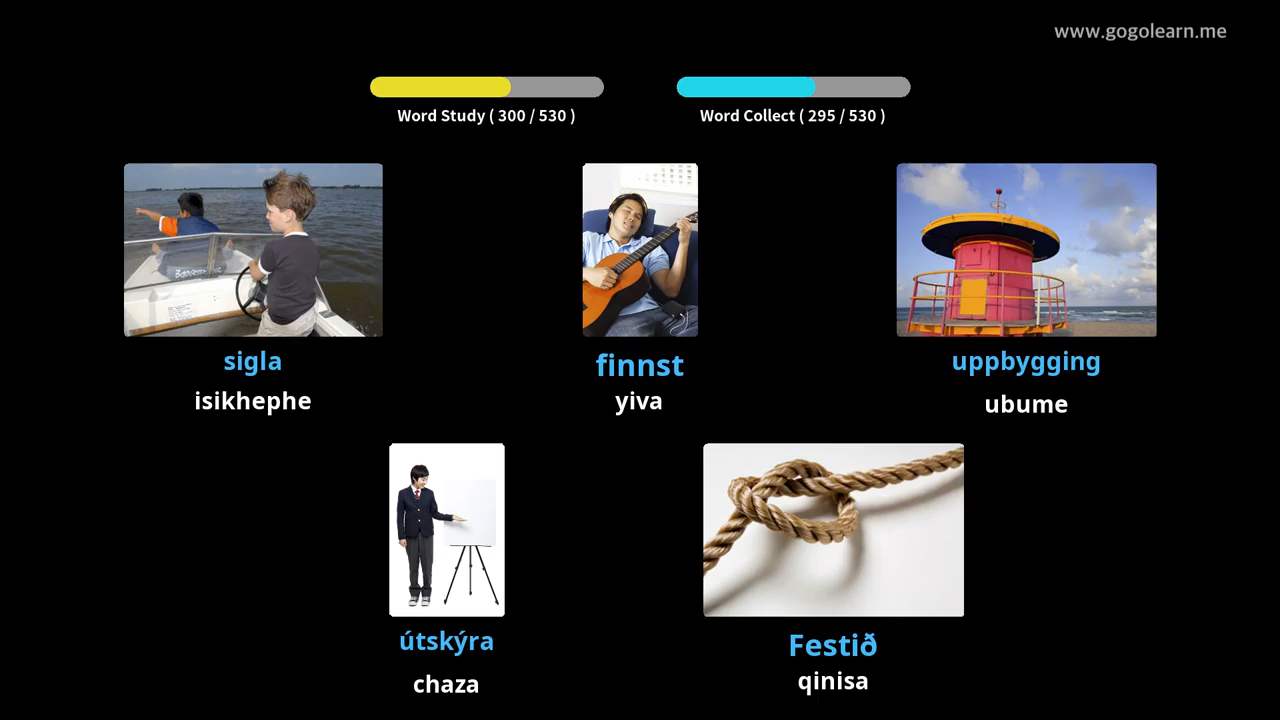 www.gogolearn.me
Word Study ( 300 / 530 )
Word Collect ( 295 / 530 )
sigla
isikhephe
finnst
yiva
uppbygging
ubume
útskýra
chaza
Festið
qinisa